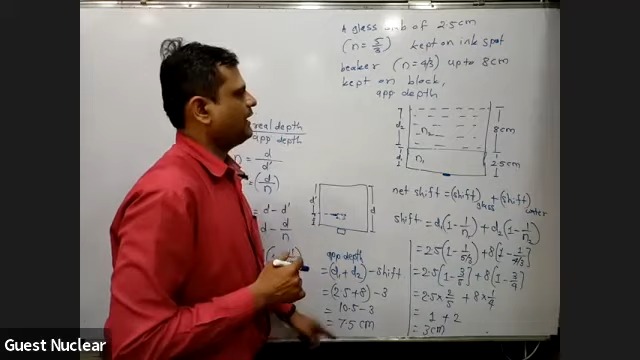 A glass slab of 2.5cm
(n = 5/3) kept on ink spot
beaker (n = 4/3) upto 8cm
kept on block,
app depth
real depth
app depth
n = d/d'
= (d/n)
= d - d'
d - d/n
d'
d
d2
n2
8cm
d1
n1
2.5cm
net shift = (shift)glass + (shift)water
shift = d1(1 - 1/n1) + d2(1 - 1/n2)
= 2.5(1 - 1/(5/3)) + 8(1 - 1/(4/3))
= 2.5(1 - 3/5) + 8(1 - 3/4)
= 2.5 x 2/5 + 8 x 1/4
= 1 + 2
= 3cm
app depth
= (d1 + d2) - shift
= (2.5 + 8) - 3
= 10.5 - 3
= 7.5 cm
Guest Nuclear